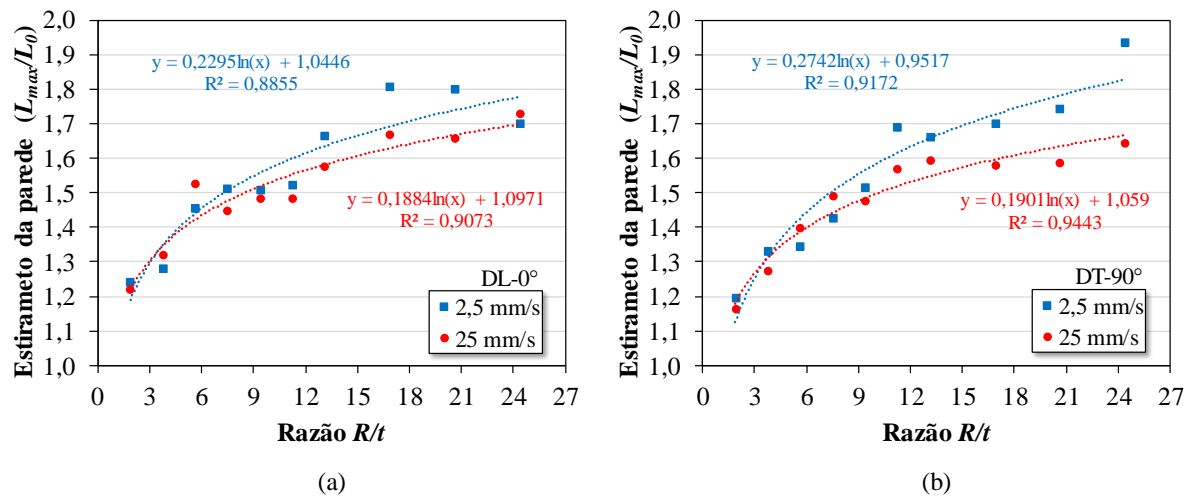 Estirameto da parede (Lmax/L0)
2,0
1,9
1,8
1,7
1,6
1,5
1,4
1,3
1,2
1,1
1,0
y = 0,2295ln(x) + 1,0446
R² = 0,8855
y = 0,1884ln(x) + 1,0971
R² = 0,9073
DL-0°
2,5 mm/s
25 mm/s
0 3 6 9 12 15 18 21 24 27
Razão R/t
(a)
Estirameto da parede (Lmax/L0)
2,0
1,9
1,8
1,7
1,6
1,5
1,4
1,3
1,2
1,1
1,0
y = 0,2742ln(x) + 0,9517
R² = 0,9172
y = 0,1901ln(x) + 1,059
R² = 0,9443
DT-90°
2,5 mm/s
25 mm/s
0 3 6 9 12 15 18 21 24 27
Razão R/t
(b)